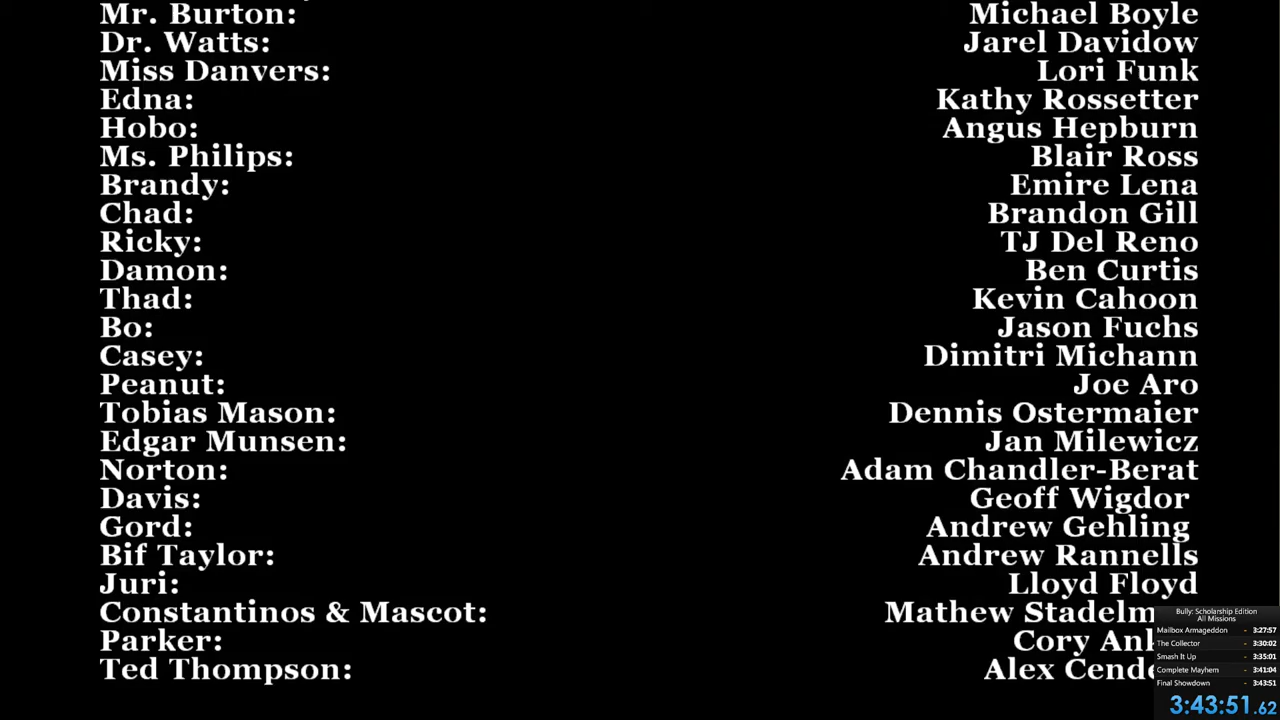 Mr. Burton: Michael Boyle
Dr. Watts: Jarel Davidow
Miss Danvers: Lori Funk
Edna: Kathy Rossetter
Hobo: Angus Hepburn
Ms. Philips: Blair Ross
Brandy: Emire Lena
Chad: Brandon Gill
Ricky: TJ Del Reno
Damon: Ben Curtis
Thad: Kevin Cahoon
Bo: Jason Fuchs
Casey: Dimitri Michann
Peanut: Joe Aro
Tobias Mason: Dennis Ostermaier
Edgar Munsen: Jan Milewicz
Norton: Adam Chandler-Berat
Davis: Geoff Wigdor
Gord: Andrew Gehling
Bif Taylor: Andrew Rannells
Juri: Lloyd Floyd
Constantinos & Mascot: Mathew
Parker: Cory
Ted Thompson: Alex
Bully: Scholarship Edition
All Missions
Mailbox Armageddon - 3:27:57
The Collector - 3:30:02
Smash It Up - 3:35:01
Complete Mayhem - 3:41:04
Final Showdown - 3:43:51
3:43:51.62